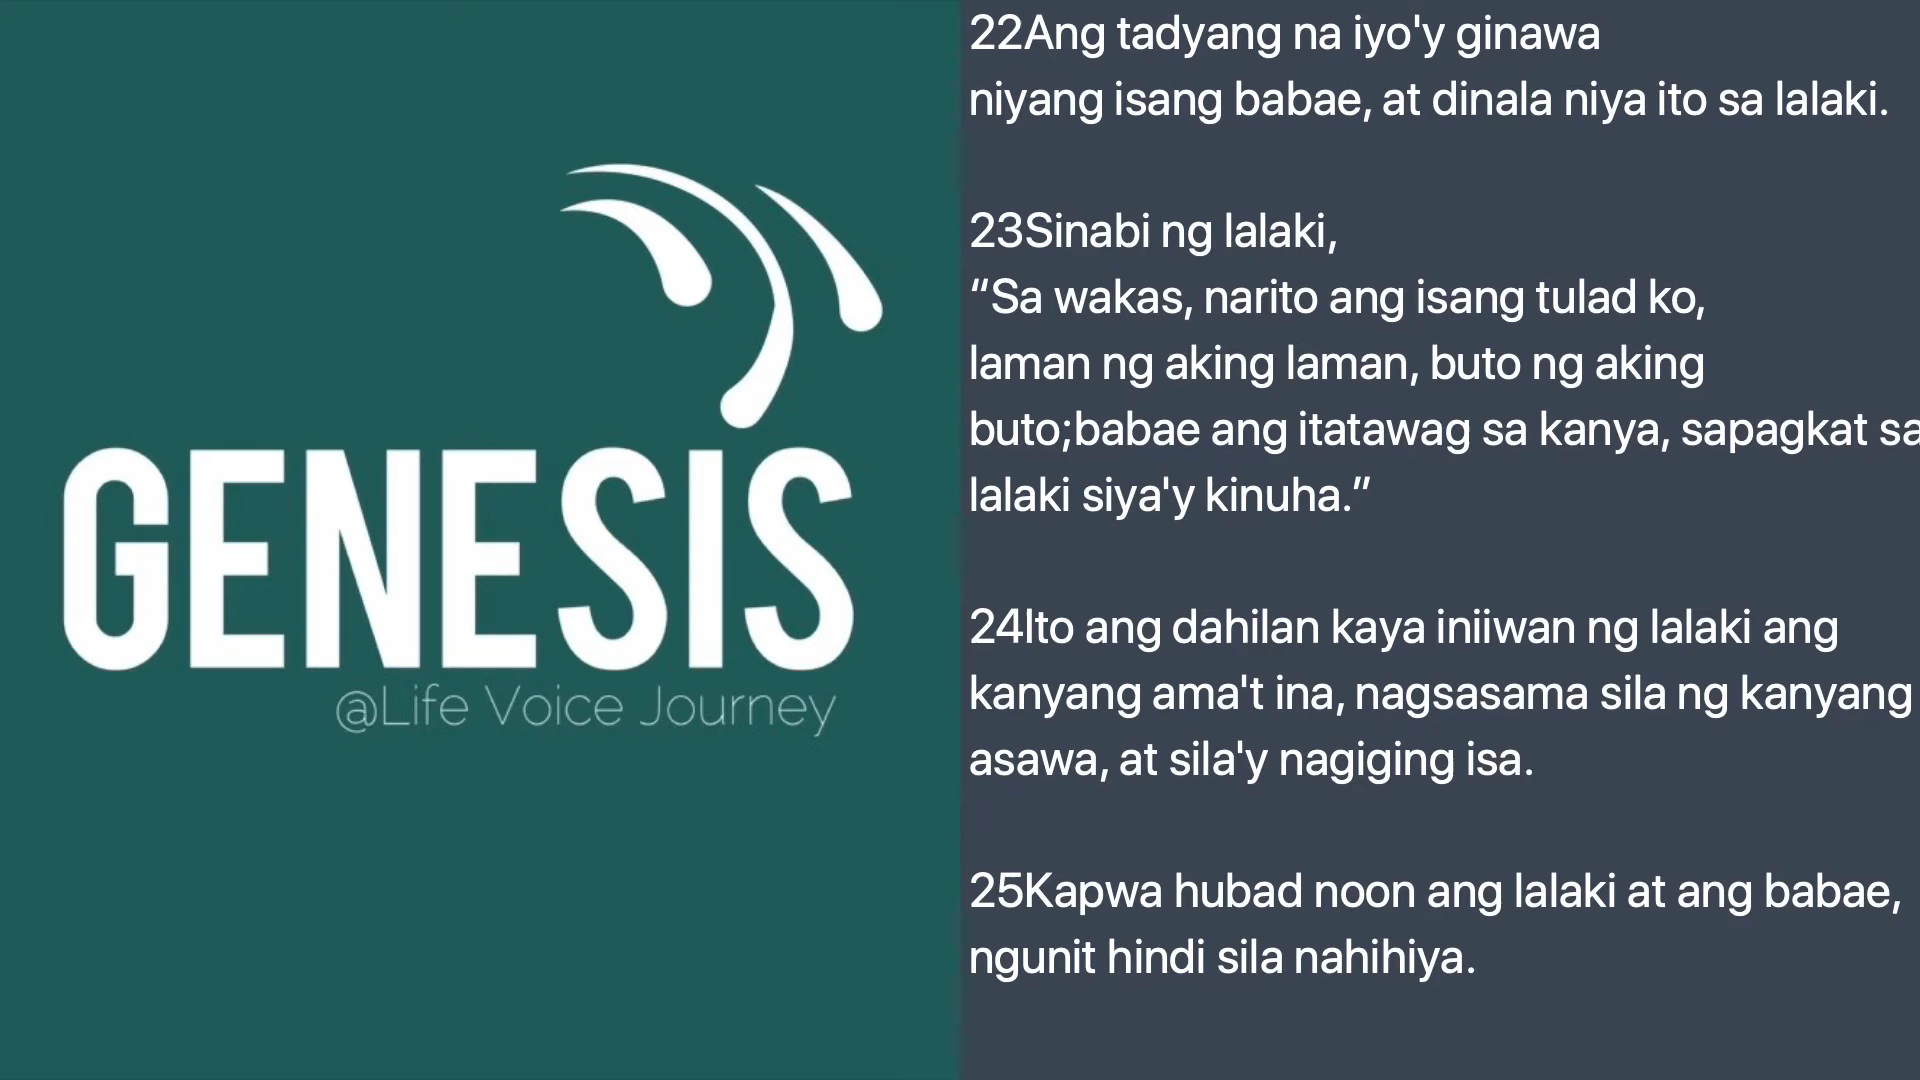 GENESIS
@Life Voice Journey
22Ang tadyang na iyo'y ginawa
niyang isang babae, at dinala niya ito sa lalaki.
23Sinabi ng lalaki,
“Sa wakas, narito ang isang tulad ko,
laman ng aking laman, buto ng aking
buto;babae ang itatawag sa kanya, sapagkat sa
lalaki siya'y kinuha.”
24Ito ang dahilan kaya iniiwan ng lalaki ang
kanyang ama't ina, nagsasama sila ng kanyang
asawa, at sila'y nagiging isa.
25Kapwa hubad noon ang lalaki at ang babae,
ngunit hindi sila nahihiya.